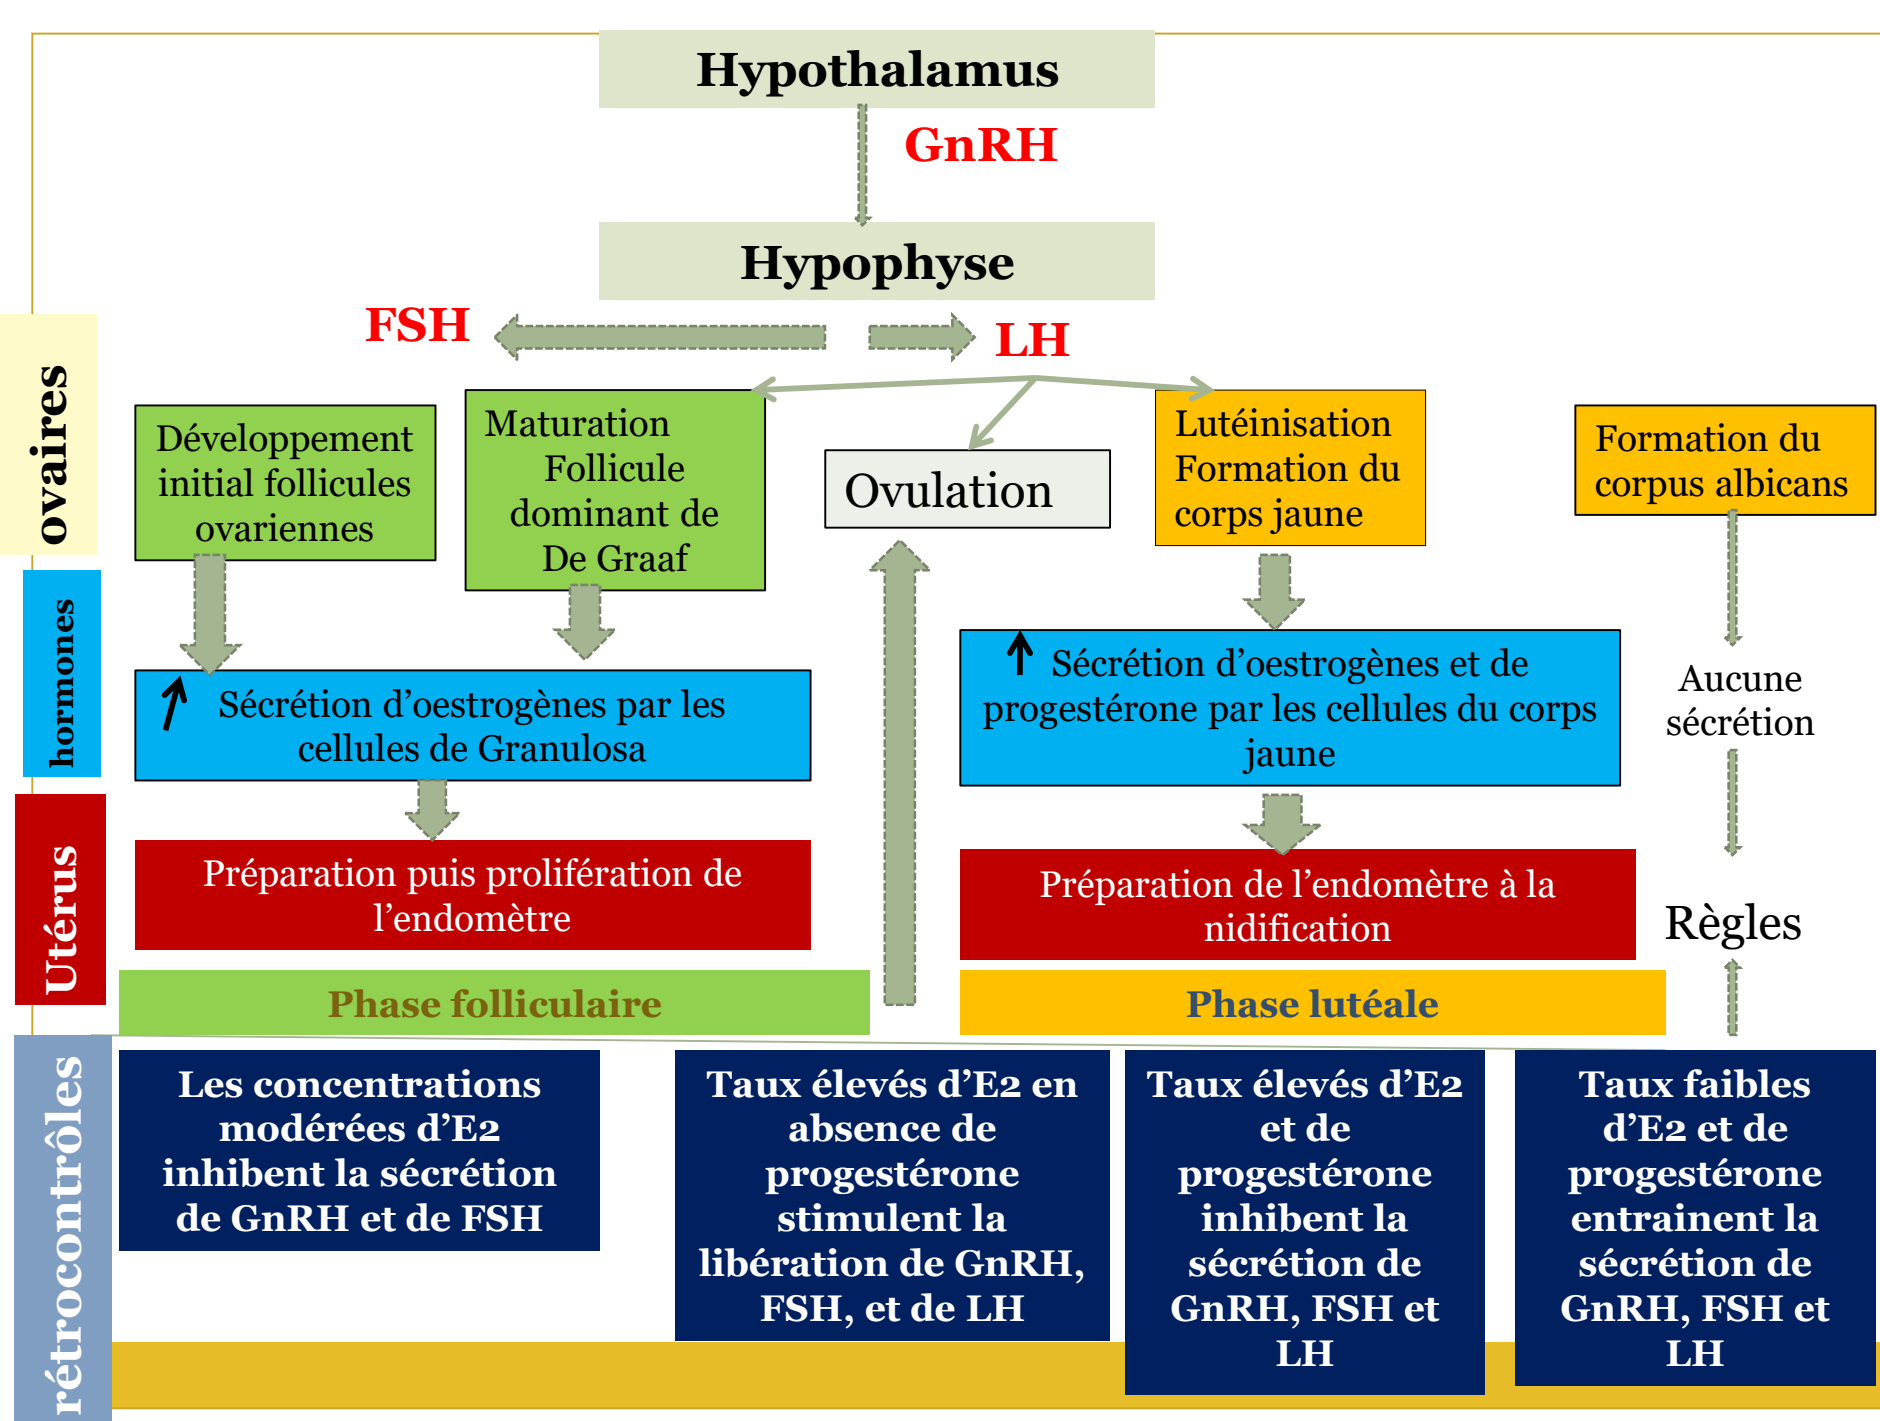 Hypothalamus
GnRH
Hypophyse
FSH
LH
ovaires
Développement
initial follicules
ovariennes
Maturation
Follicule
dominant de
De Graaf
Ovulation
Lutéinisation
Formation du
corps jaune
Formation du
corpus albicans
hormones
Sécrétion d’oestrogènes par les
cellules de Granulosa
Sécrétion d’oestrogènes et de
progestérone par les cellules du corps
jaune
Aucune
sécrétion
Utérus
Préparation puis prolifération de
l’endomètre
Préparation de l’endomètre à la
nidification
Règles
Phase folliculaire
Phase lutéale
rétrocontrôles
Les concentrations
modérées d’E2
inhibent la sécrétion
de GnRH et de FSH
Taux élevés d’E2 en
absence de
progestérone
stimulent la
libération de GnRH,
FSH, et de LH
Taux élevés d’E2
et de
progestérone
inhibent la
sécrétion de
GnRH, FSH et
LH
Taux faibles
d’E2 et de
progestérone
entrainent la
sécrétion de
GnRH, FSH et
LH